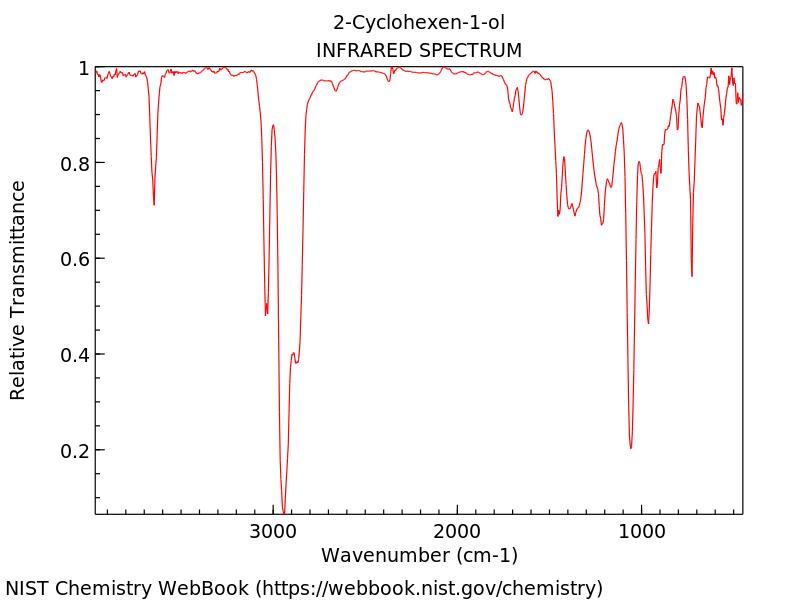 2-Cyclohexen-1-ol
INFRARED SPECTRUM
1
0.8
0.6
0.4
0.2
Relative Transmittance
3000 2000 1000
Wavenumber (cm-1)
NIST Chemistry WebBook (https://webbook.nist.gov/chemistry)